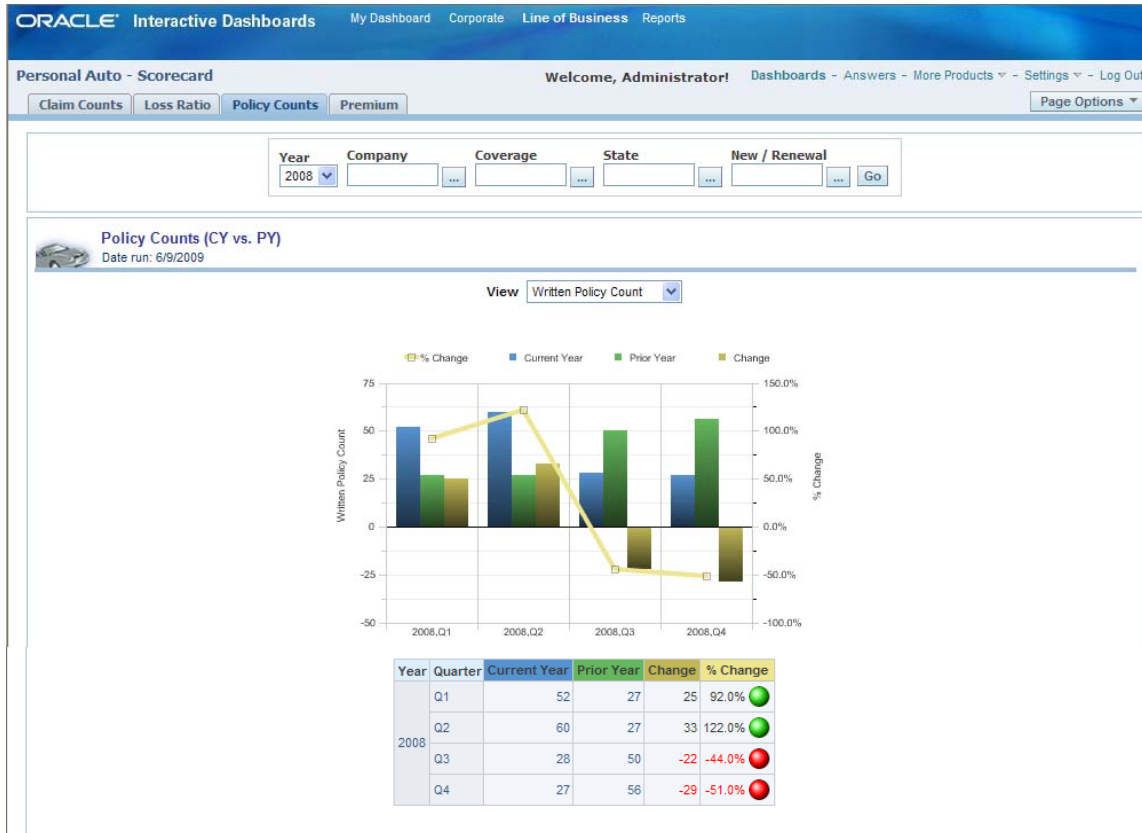 ORACLE' Interactive Dashboards My Dashboard Corporate Line of Business Reports
Personal Auto - Scorecard Welcome, Administrator! Dashboards - Answers - More Products - Settings - Log Out
Claim Counts Loss Ratio Policy Counts Premium Page Options
Year Company Coverage State New / Renewal
2008 ... ... ... ... Go
Policy Counts (CY vs. PY)
Date run: 6/9/2009
View Written Policy Count
% Change Current Year Prior Year Change
75 150.0%
50 100.0%
25 50.0%
0 0.0%
-25 -50.0%
-50 -100.0%
Written Policy Count
% Change
2008,Q1 2008,Q2 2008,Q3 2008,Q4
Year Quarter Current Year Prior Year Change % Change
2008
Q1 52 27 25 92.0%
Q2 60 27 33 122.0%
Q3 28 50 -22 -44.0%
Q4 27 56 -29 -51.0%